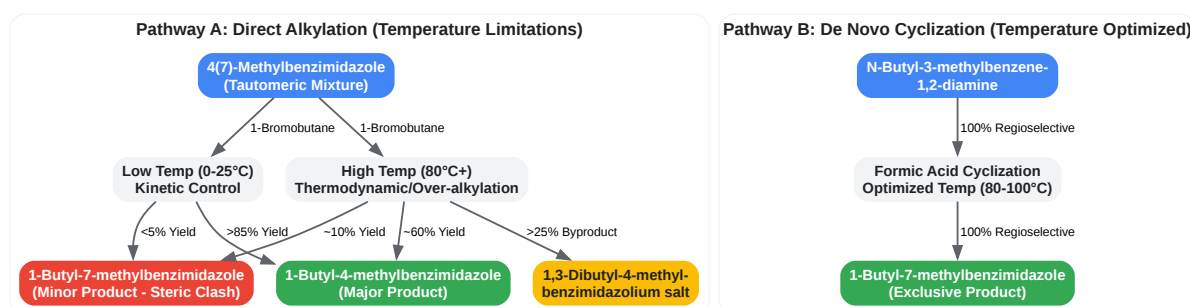 Pathway A: Direct Alkylation (Temperature Limitations)
4(7)-Methylbenzimidazole
(Tautomeric Mixture)
1-Bromobutane
1-Bromobutane
Low Temp (0-25°C)
Kinetic Control
High Temp (80°C+)
Thermodynamic/Over-alkylation
<5% Yield
>85% Yield
~10% Yield
~60% Yield
>25% Byproduct
1-Butyl-7-methylbenzimidazole
(Minor Product - Steric Clash)
1-Butyl-4-methylbenzimidazole
(Major Product)
1,3-Dibutyl-4-methyl-
benzimidazolium salt
Pathway B: De Novo Cyclization (Temperature Optimized)
N-Butyl-3-methylbenzene-
1,2-diamine
100% Regioselective
Formic Acid Cyclization
Optimized Temp (80-100°C)
100% Regioselective
1-Butyl-7-methylbenzimidazole
(Exclusive Product)